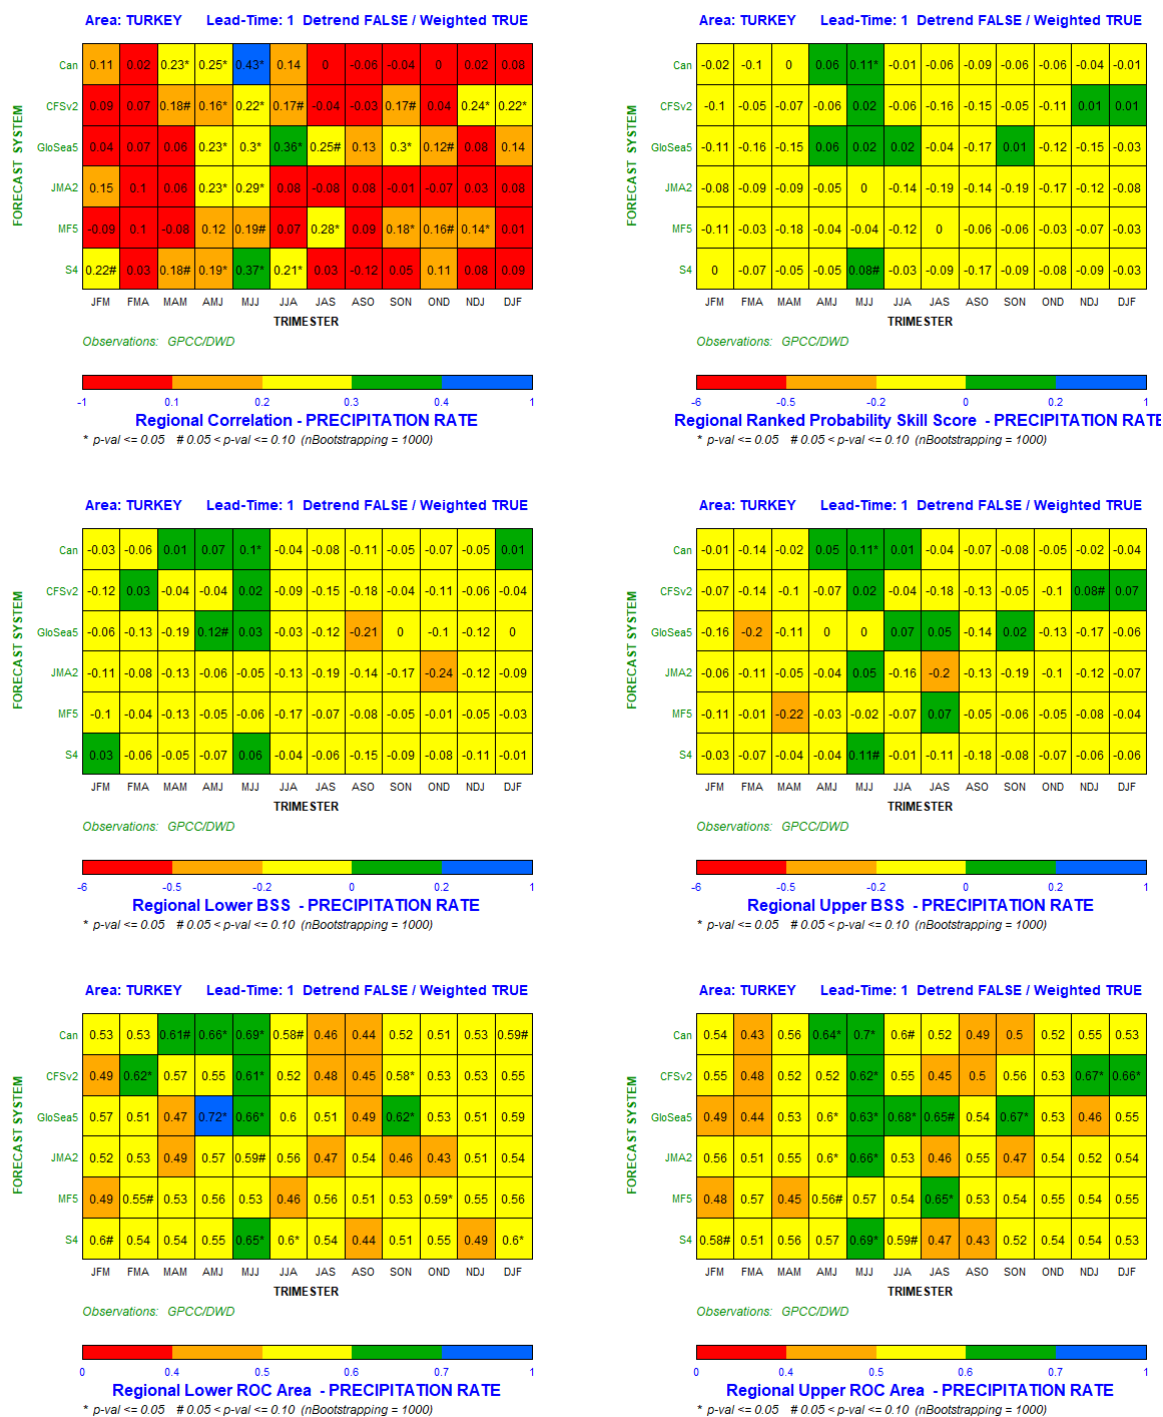 Area: TURKEY Lead-Time: 1 Detrend FALSE / Weighted TRUE
FORECAST SYSTEM
Can 0.11 0.02 0.23* 0.25* 0.43* 0.14 0 -0.06 -0.04 0 0.02 0.08
CFSv2 0.09 0.07 0.18# 0.16* 0.22* 0.17# -0.04 -0.03 0.17# 0.04 0.24* 0.22*
GloSea5 0.04 0.07 0.06 0.23* 0.3* 0.36* 0.25# 0.13 0.3* 0.12# 0.08 0.14
JMA2 0.15 0.1 0.06 0.23* 0.29* 0.08 -0.08 0.08 -0.01 -0.07 0.03 0.08
MF5 -0.09 0.1 -0.08 0.12 0.19# 0.07 0.28* 0.09 0.18* 0.16# 0.14* 0.01
S4 0.22# 0.03 0.18# 0.19* 0.37* 0.21* 0.03 -0.12 0.05 0.11 0.08 0.09
JFM FMA MAM AMJ MJJ JJA JAS ASO SON OND NDJ DJF
TRIMESTER
Observations: GPCC/DWD
-1 0.1 0.2 0.3 0.4 1
Regional Correlation - PRECIPITATION RATE
* p-val <= 0.05 # 0.05 < p-val <= 0.10 (nBootstrapping = 1000)
Area: TURKEY Lead-Time: 1 Detrend FALSE / Weighted TRUE
FORECAST SYSTEM
Can -0.02 -0.1 0 0.06 0.11* -0.01 -0.06 -0.09 -0.06 -0.06 -0.04 -0.01
CFSv2 -0.1 -0.05 -0.07 -0.06 0.02 -0.06 -0.16 -0.15 -0.05 -0.11 0.01 0.01
GloSea5 -0.11 -0.16 -0.15 0.06 0.02 0.02 -0.04 -0.17 0.01 -0.12 -0.15 -0.03
JMA2 -0.08 -0.09 -0.09 -0.05 0 -0.14 -0.19 -0.14 -0.19 -0.17 -0.12 -0.08
MF5 -0.11 -0.03 -0.18 -0.04 -0.04 -0.12 0 -0.06 -0.06 -0.03 -0.07 -0.03
S4 0 -0.07 -0.05 -0.05 0.08# -0.03 -0.09 -0.17 -0.09 -0.08 -0.09 -0.03
JFM FMA MAM AMJ MJJ JJA JAS ASO SON OND NDJ DJF
TRIMESTER
Observations: GPCC/DWD
-6 -0.5 -0.2 0 0.2 1
Regional Ranked Probability Skill Score - PRECIPITATION RATE
* p-val <= 0.05 # 0.05 < p-val <= 0.10 (nBootstrapping = 1000)
Area: TURKEY Lead-Time: 1 Detrend FALSE / Weighted TRUE
FORECAST SYSTEM
Can -0.03 -0.06 0.01 0.07 0.1* -0.04 -0.08 -0.11 -0.05 -0.07 -0.05 0.01
CFSv2 -0.12 0.03 -0.04 -0.04 0.02 -0.09 -0.15 -0.18 -0.04 -0.11 -0.06 -0.04
GloSea5 -0.06 -0.13 -0.19 0.12# 0.03 -0.03 -0.12 -0.21 0 -0.1 -0.12 0
JMA2 -0.11 -0.08 -0.13 -0.06 -0.05 -0.13 -0.19 -0.14 -0.17 -0.24 -0.12 -0.09
MF5 -0.1 -0.04 -0.13 -0.05 -0.06 -0.17 -0.07 -0.08 -0.05 -0.01 -0.05 -0.03
S4 0.03 -0.06 -0.05 -0.07 0.06 -0.04 -0.06 -0.15 -0.09 -0.08 -0.11 -0.01
JFM FMA MAM AMJ MJJ JJA JAS ASO SON OND NDJ DJF
TRIMESTER
Observations: GPCC/DWD
-6 -0.5 -0.2 0 0.2 1
Regional Lower BSS - PRECIPITATION RATE
* p-val <= 0.05 # 0.05 < p-val <= 0.10 (nBootstrapping = 1000)
Area: TURKEY Lead-Time: 1 Detrend FALSE / Weighted TRUE
FORECAST SYSTEM
Can -0.01 -0.14 -0.02 0.05 0.11* 0.01 -0.04 -0.07 -0.08 -0.05 -0.02 -0.04
CFSv2 -0.07 -0.14 -0.1 -0.07 0.02 -0.04 -0.18 -0.13 -0.05 -0.1 0.08# 0.07
GloSea5 -0.16 -0.2 -0.11 0 0 0.07 0.05 -0.14 0.02 -0.13 -0.17 -0.06
JMA2 -0.06 -0.11 -0.05 -0.04 0.05 -0.16 -0.2 -0.13 -0.19 -0.1 -0.12 -0.07
MF5 -0.11 -0.01 -0.22 -0.03 -0.02 -0.07 0.07 -0.05 -0.06 -0.05 -0.08 -0.04
S4 -0.03 -0.07 -0.04 -0.04 0.11# -0.01 -0.11 -0.18 -0.08 -0.07 -0.06 -0.06
JFM FMA MAM AMJ MJJ JJA JAS ASO SON OND NDJ DJF
TRIMESTER
Observations: GPCC/DWD
-6 -0.5 -0.2 0 0.2 1
Regional Upper BSS - PRECIPITATION RATE
* p-val <= 0.05 # 0.05 < p-val <= 0.10 (nBootstrapping = 1000)
Area: TURKEY Lead-Time: 1 Detrend FALSE / Weighted TRUE
FORECAST SYSTEM
Can 0.53 0.53 0.61# 0.66* 0.69* 0.58# 0.46 0.44 0.52 0.51 0.53 0.59#
CFSv2 0.49 0.62* 0.57 0.55 0.61* 0.52 0.48 0.45 0.58* 0.53 0.53 0.55
GloSea5 0.57 0.51 0.47 0.72* 0.66* 0.6 0.51 0.49 0.62* 0.53 0.51 0.59
JMA2 0.52 0.53 0.49 0.57 0.59# 0.56 0.47 0.54 0.46 0.43 0.51 0.54
MF5 0.49 0.55# 0.53 0.56 0.53 0.46 0.56 0.51 0.53 0.59* 0.55 0.56
S4 0.6# 0.54 0.54 0.55 0.65* 0.6* 0.54 0.44 0.51 0.55 0.49 0.6*
JFM FMA MAM AMJ MJJ JJA JAS ASO SON OND NDJ DJF
TRIMESTER
Observations: GPCC/DWD
0 0.4 0.5 0.6 0.7 1
Regional Lower ROC Area - PRECIPITATION RATE
* p-val <= 0.05 # 0.05 < p-val <= 0.10 (nBootstrapping = 1000)
Area: TURKEY Lead-Time: 1 Detrend FALSE / Weighted TRUE
FORECAST SYSTEM
Can 0.54 0.43 0.56 0.64* 0.7* 0.6# 0.52 0.49 0.5 0.52 0.55 0.53
CFSv2 0.55 0.48 0.52 0.52 0.62* 0.55 0.45 0.5 0.56 0.53 0.67* 0.66*
GloSea5 0.49 0.44 0.53 0.6* 0.63* 0.68* 0.65# 0.54 0.67* 0.53 0.46 0.55
JMA2 0.56 0.51 0.55 0.6* 0.66* 0.53 0.46 0.55 0.47 0.54 0.52 0.54
MF5 0.48 0.57 0.45 0.56# 0.57 0.54 0.65* 0.53 0.54 0.55 0.54 0.55
S4 0.58# 0.51 0.56 0.57 0.69* 0.59# 0.47 0.43 0.52 0.54 0.54 0.53
JFM FMA MAM AMJ MJJ JJA JAS ASO SON OND NDJ DJF
TRIMESTER
Observations: GPCC/DWD
0 0.4 0.5 0.6 0.7 1
Regional Upper ROC Area - PRECIPITATION RATE
* p-val <= 0.05 # 0.05 < p-val <= 0.10 (nBootstrapping = 1000)